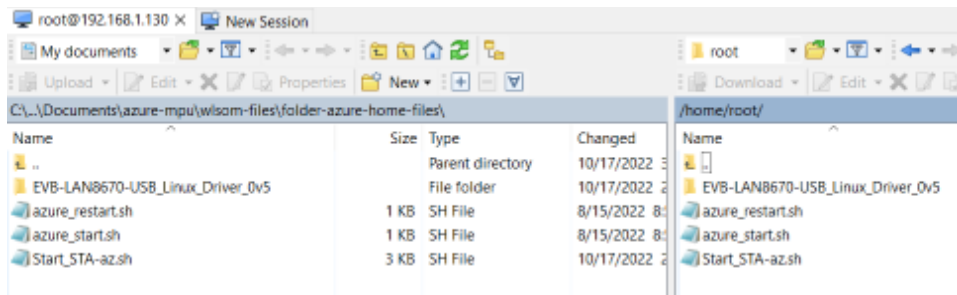 root@192.168.1.130 × New Session
My documents root
Upload Edit Properties New Download Edit
C:\...\Documents\azure-mpu\wlsom-files\folder-azure-home-files\ /home/root/
Name Size Type Changed Name
.. Parent directory 10/17/2022 ..
EVB-LAN8670-USB_Linux_Driver_0v5 File folder 10/17/2022 2 EVB-LAN8670-USB_Linux_Driver_0v5
azure_restart.sh 1 KB SH File 8/15/2022 8: azure_restart.sh
azure_start.sh 1 KB SH File 8/15/2022 8: azure_start.sh
Start_STA-az.sh 3 KB SH File 10/17/2022 2 Start_STA-az.sh